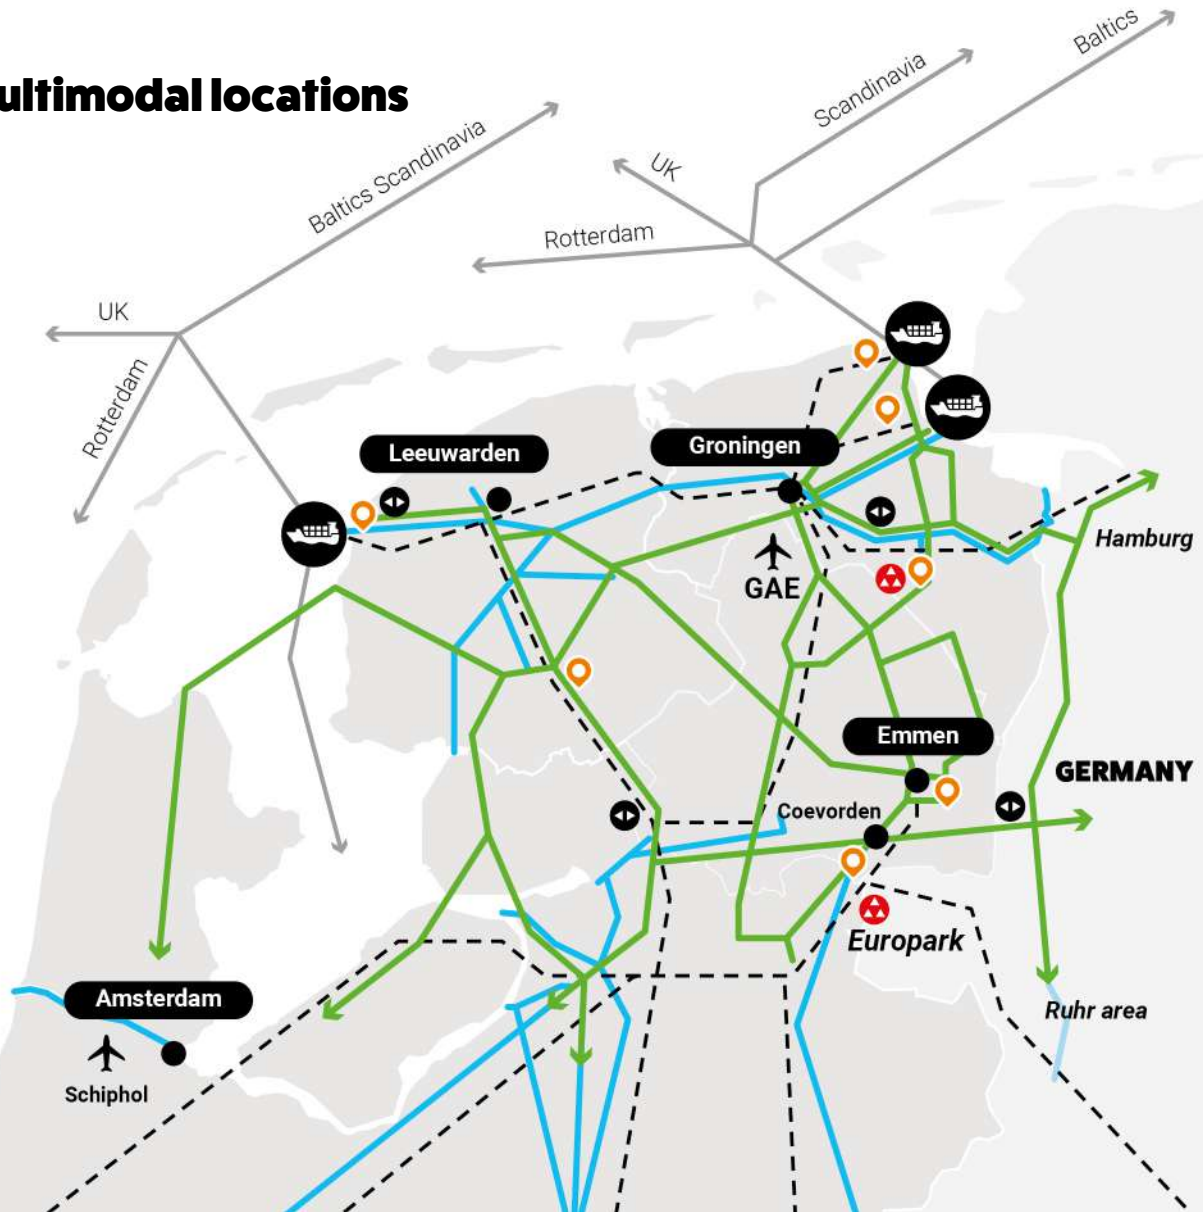 ultimodal locations
Baltics
Scandinavia
Baltics Scandinavia
UK
Rotterdam
UK
Rotterdam
Leeuwarden
Groningen
Hamburg
GAE
Emmen
GERMANY
Coevorden
Europark
Amsterdam
Ruhr area
Schiphol